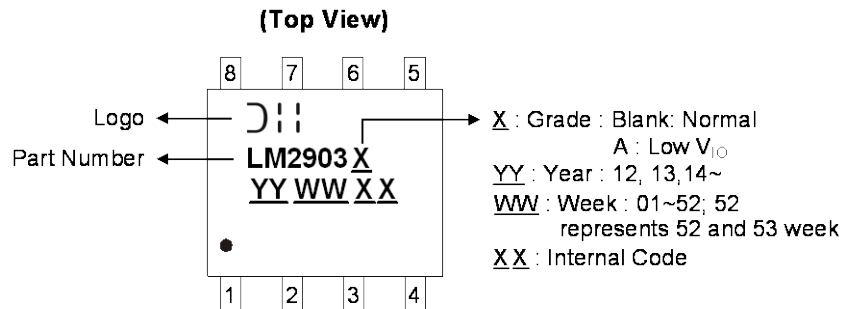 (Top View)
8 7 6 5
Logo
Part Number
LM2903 X
YY WW X X
1 2 3 4
X : Grade : Blank: Normal
A : Low VIO
YY : Year : 12, 13,14~
WW : Week : 01~52; 52
represents 52 and 53 week
X X : Internal Code